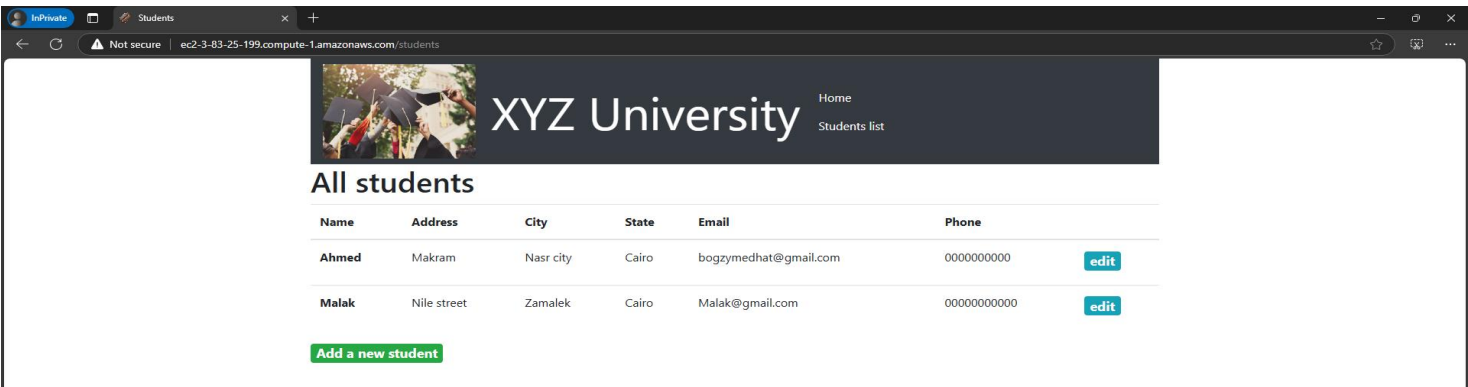 InPrivate Students
Not secure ec2-3-83-25-199.compute-1.amazonaws.com/students
XYZ University
Home
Students list
All students
Name Address City State Email Phone
Ahmed Makram Nasr city Cairo bogzymedhat@gmail.com 0000000000 edit
Malak Nile street Zamalek Cairo Malak@gmail.com 00000000000 edit
Add a new student